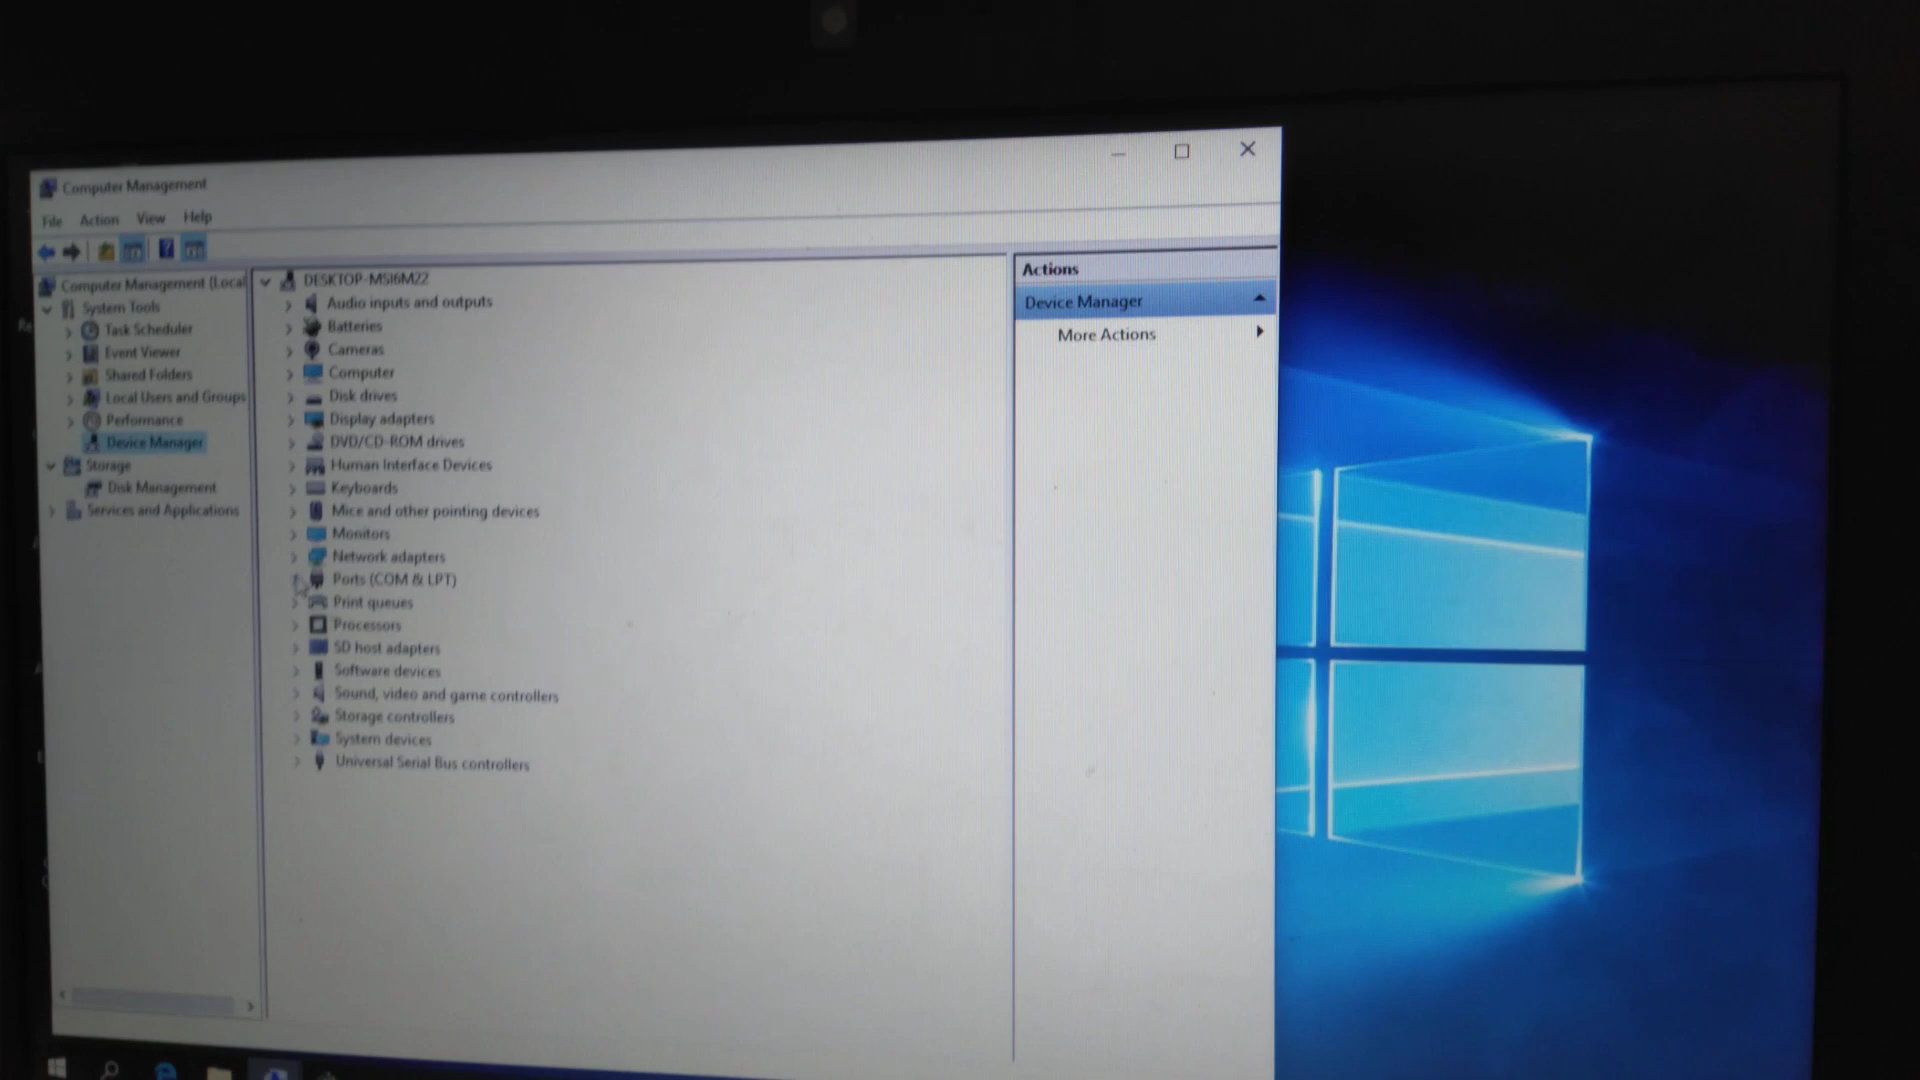 Computer Management
File Action View Help
Computer Management (Local
System Tools
Task Scheduler
Event Viewer
Shared Folders
Local Users and Groups
Performance
Device Manager
Storage
Disk Management
Services and Applications
DESKTOP-MSI6M22
Audio inputs and outputs
Batteries
Cameras
Computer
Disk drives
Display adapters
DVD/CD-ROM drives
Human Interface Devices
Keyboards
Mice and other pointing devices
Monitors
Network adapters
Ports (COM & LPT)
Print queues
Processors
SD host adapters
Software devices
Sound, video and game controllers
Storage controllers
System devices
Universal Serial Bus controllers
Actions
Device Manager
More Actions